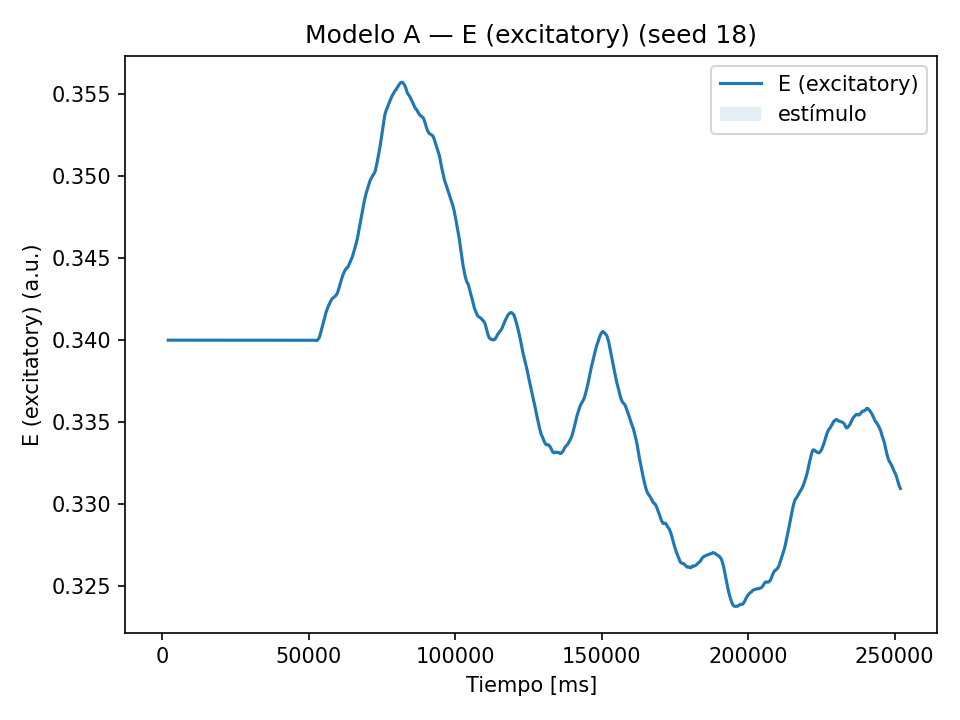 Modelo A — E (excitatory) (seed 18)
E (excitatory)
estímulo
E (excitatory) (a.u.)
0.355
0.350
0.345
0.340
0.335
0.330
0.325
0 50000 100000 150000 200000 250000
Tiempo [ms]